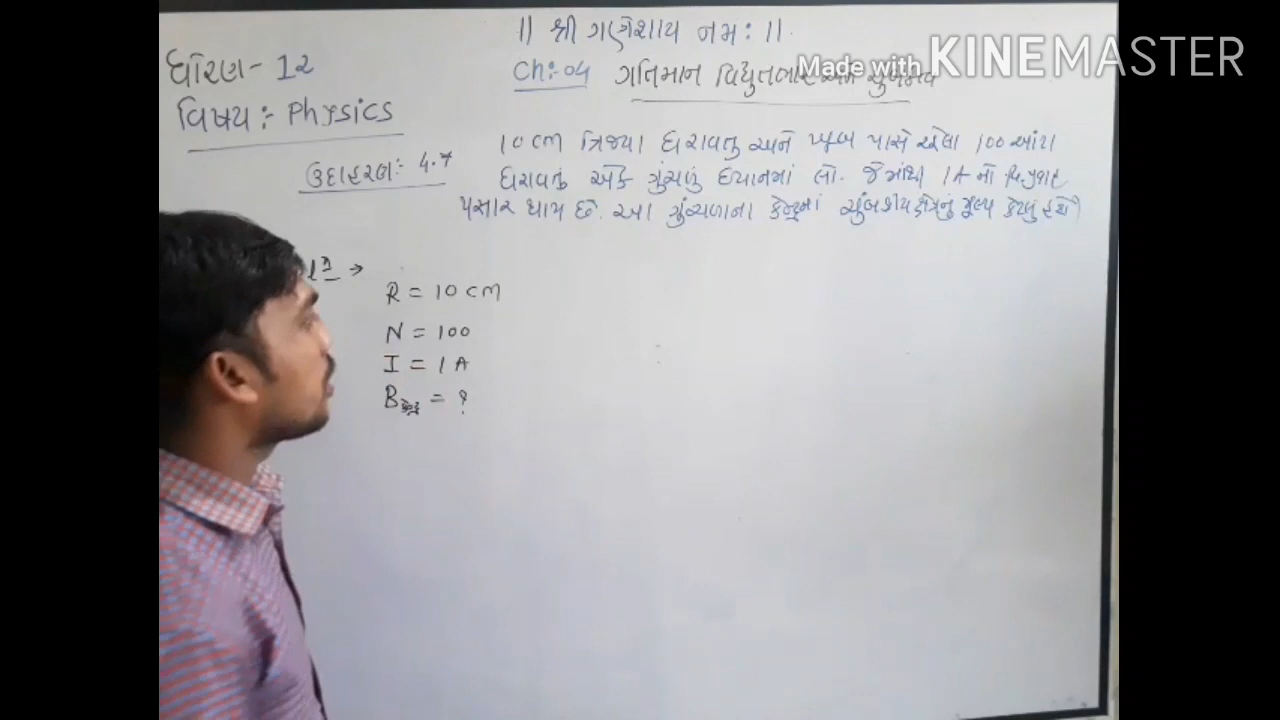 || શ્રી ગણેશાય નમઃ ||
Made with KINEMASTER
ધોરણ - 12
Ch:- 04 ગતિમાન વિદ્યુતભાર અને ચુંબકત્વ
વિષય :- Physics
ઉદાહરણ :- 4.7
10 cm ત્રિજ્યા ધરાવતુ અને ખૂબ પાસે રહેલા 100 આંટા
ધરાવતું એક ગુંચળું ધ્યાનમાં લો. જેમાંથી 1A નો
પસાર થાય છે. આ ગુંચળાના કેન્દ્રમાં ચુંબકીયક્ષેત્રનું મૂલ્ય કેટલું હશે ?
→
R = 10 cm
N = 100
I = 1 A
B કેન્દ્ર = ?